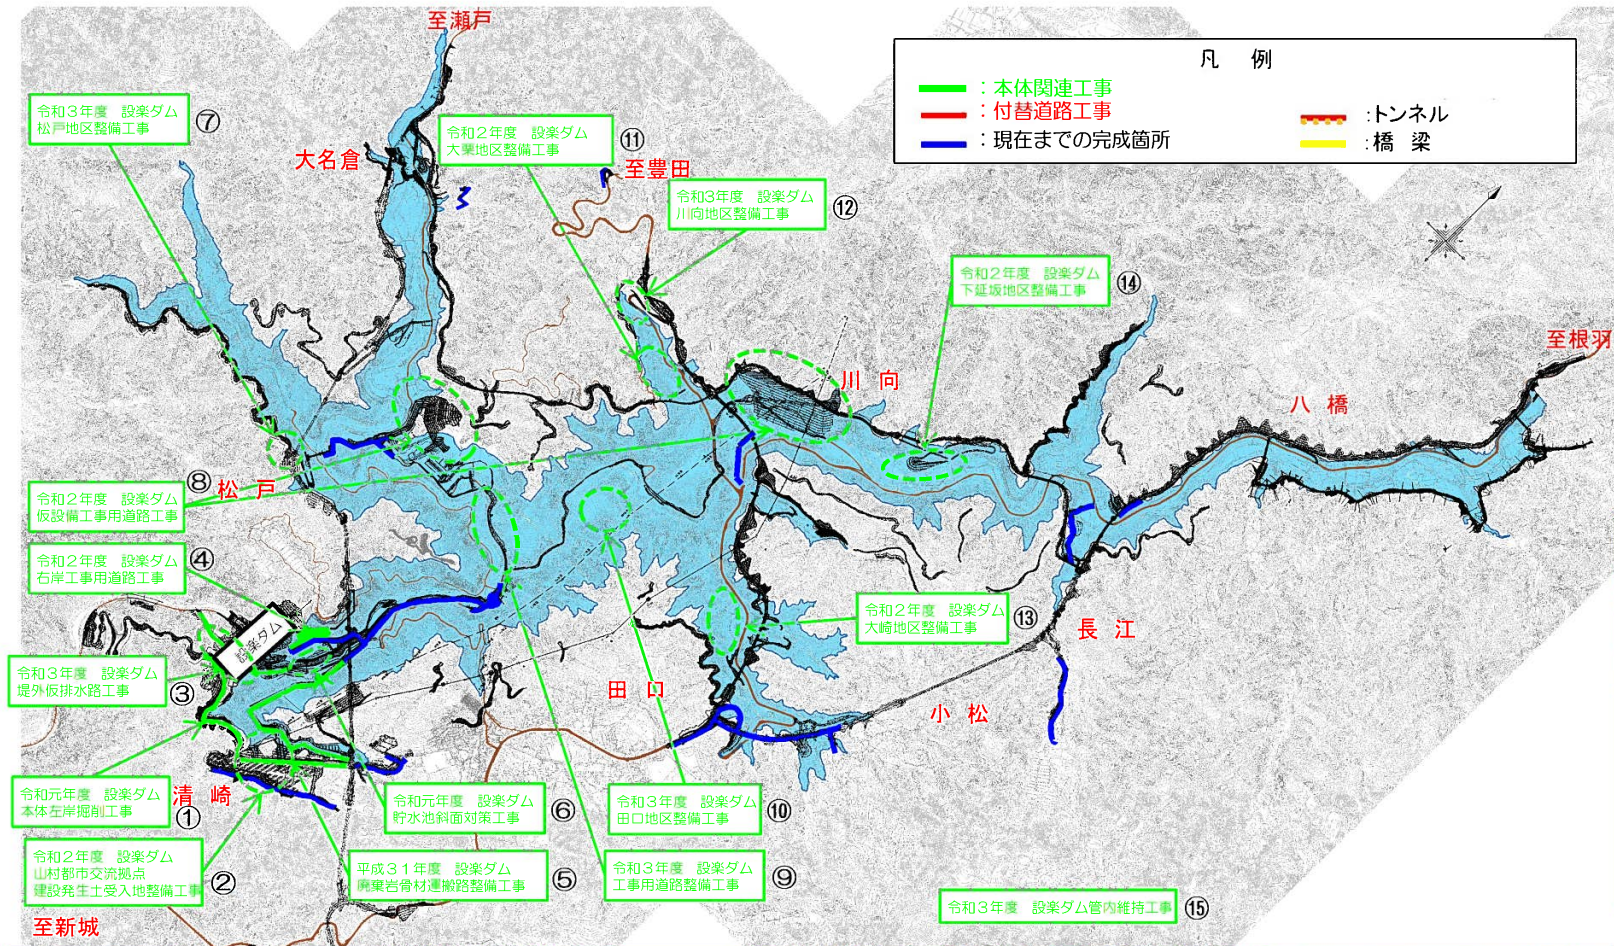 至瀬戸
凡 例
：本体関連工事
：付替道路工事
：現在までの完成箇所
：トンネル
：橋 梁
令和３年度　設楽ダム
松戸地区整備工事
⑦
令和２年度　設楽ダム
大栗地区整備工事
⑪
大名倉
至豊田
令和3年度　設楽ダム
川向地区整備工事
⑫
令和２年度　設楽ダム
下延坂地区整備工事
⑭
至根羽
川 向
八 橋
⑧
松 戸
令和２年度　設楽ダム
仮設備工事用道路工事
令和２年度　設楽ダム
右岸工事用道路工事
④
設楽ダム
令和２年度　設楽ダム
大崎地区整備工事
⑬
長 江
令和３年度　設楽ダム
堤外仮排水路工事
③
田 口
小 松
令和元年度　設楽ダム
本体左岸掘削工事
①
清 崎
令和元年度　設楽ダム
貯水池斜面対策工事
⑥
令和３年度　設楽ダム
田口地区整備工事
⑩
令和２年度　設楽ダム
山村都市交流拠点
建設発生土受入地整備工事
②
平成３１年度　設楽ダム
廃棄岩骨材運搬路整備工事
⑤
令和３年度　設楽ダム
工事用道路整備工事
⑨
令和３年度　設楽ダム管内維持工事
⑮
至新城